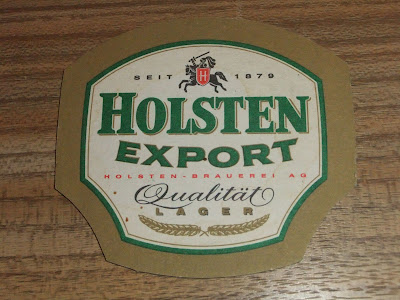 SEIT H 1879
HOLSTEN
EXPORT
HOLSTEN-BRAUEREI AG
Qualität
LAGER